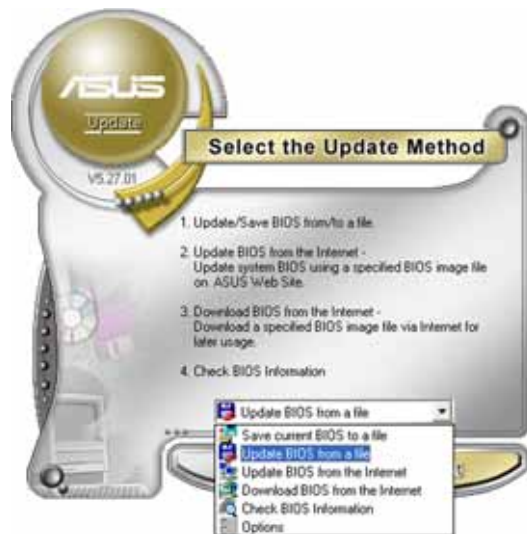 ASUS
Update
V5.27.01
Select the Update Method
1. Update/Save BIOS from/to a file.
2. Update BIOS from the Internet -
Update system BIOS using a specified BIOS image file
on ASUS Web Site.
3. Download BIOS from the Internet -
Download a specified BIOS image file via Internet for
later usage.
4. Check BIOS Information
Update BIOS from a file
Save current BIOS to a file
Update BIOS from a file
Update BIOS from the Internet
Download BIOS from the Internet
Check BIOS Information
Options